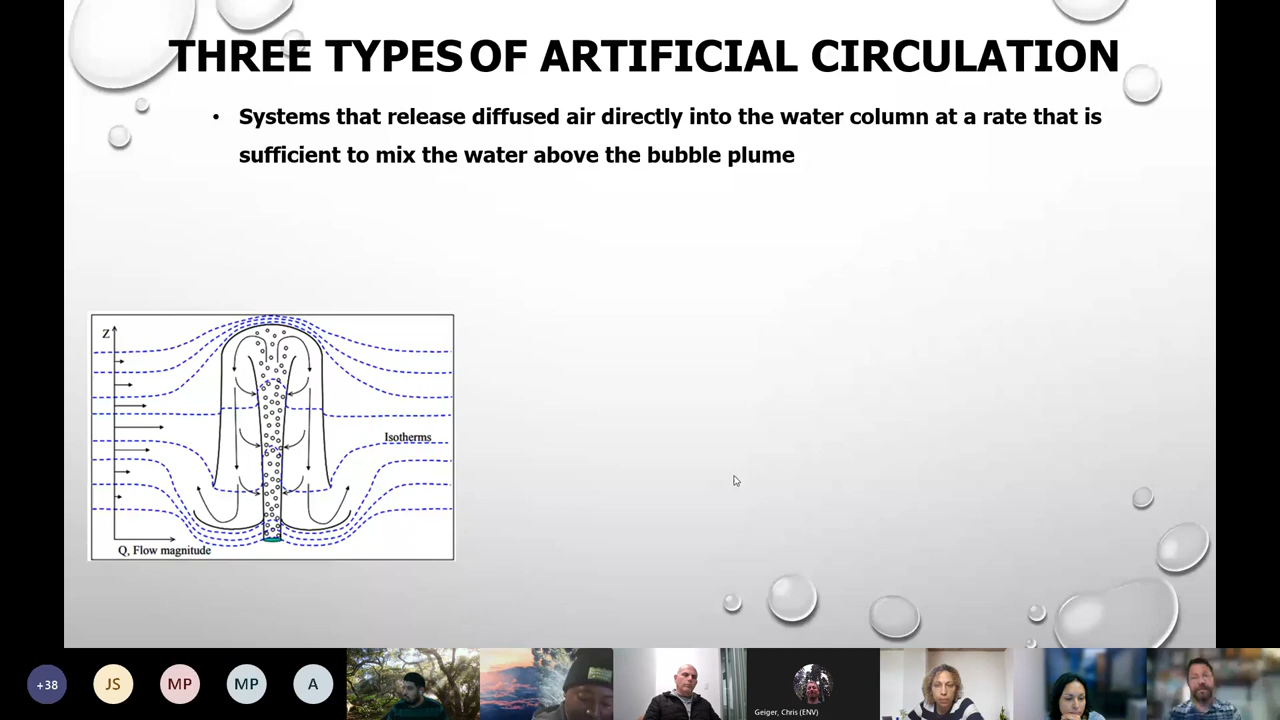 THREE TYPES OF ARTIFICIAL CIRCULATION
• Systems that release diffused air directly into the water column at a rate that is
sufficient to mix the water above the bubble plume
Z
Isotherms
Q, Flow magnitude
+38
JS
MP
MP
A
Geiger, Chris (ENV)